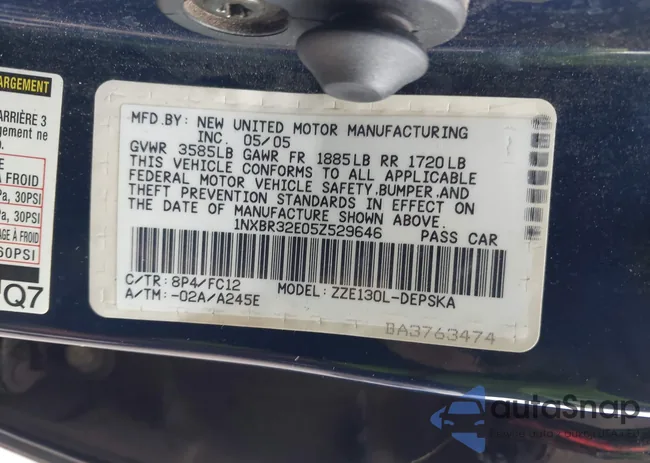 ARGEMENT
ARRIÈRE 3
gement ne
À FROID
Pa, 30PSI
a, 30PSI
AGE À FROID
60PSI
Q7
MFD.BY: NEW UNITED MOTOR MANUFACTURING
INC. 05/05
GVWR 3585LB GAWR FR 1885LB RR 1720LB
THIS VEHICLE CONFORMS TO ALL APPLICABLE
FEDERAL MOTOR VEHICLE SAFETY,BUMPER,AND
THEFT PREVENTION STANDARDS IN EFFECT ON
THE DATE OF MANUFACTURE SHOWN ABOVE.
1NXBR32E05Z529646 PASS CAR
C/TR: 8P4/FC12 MODEL: ZZE130L-DEPSKA
A/TM: -02A/A245E
BA3763474
autoSnap